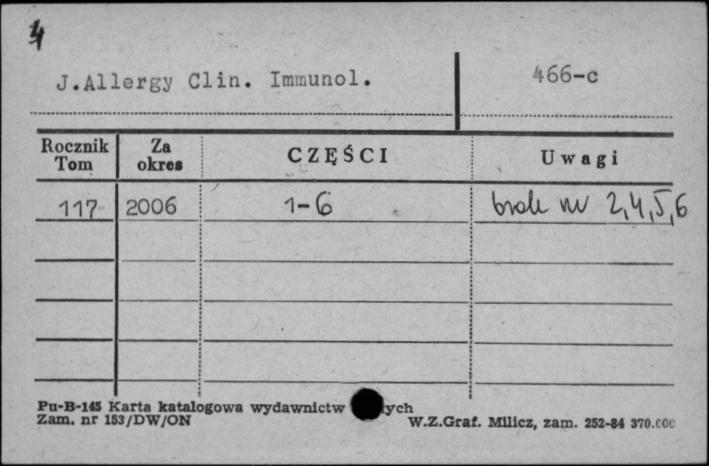 4
J.Allergy Clin. Immunol.
466-c
Rocznik Tom
Za okres
CZĘŚCI
Uwagi
117
2006
1-6
brak nr 2,4,5,6
Pu-B-145 Karta katalogowa wydawnictw ych
Zam. nr 153/DW/ON
W.Z.Graf. Milicz, zam. 252-84 370.000